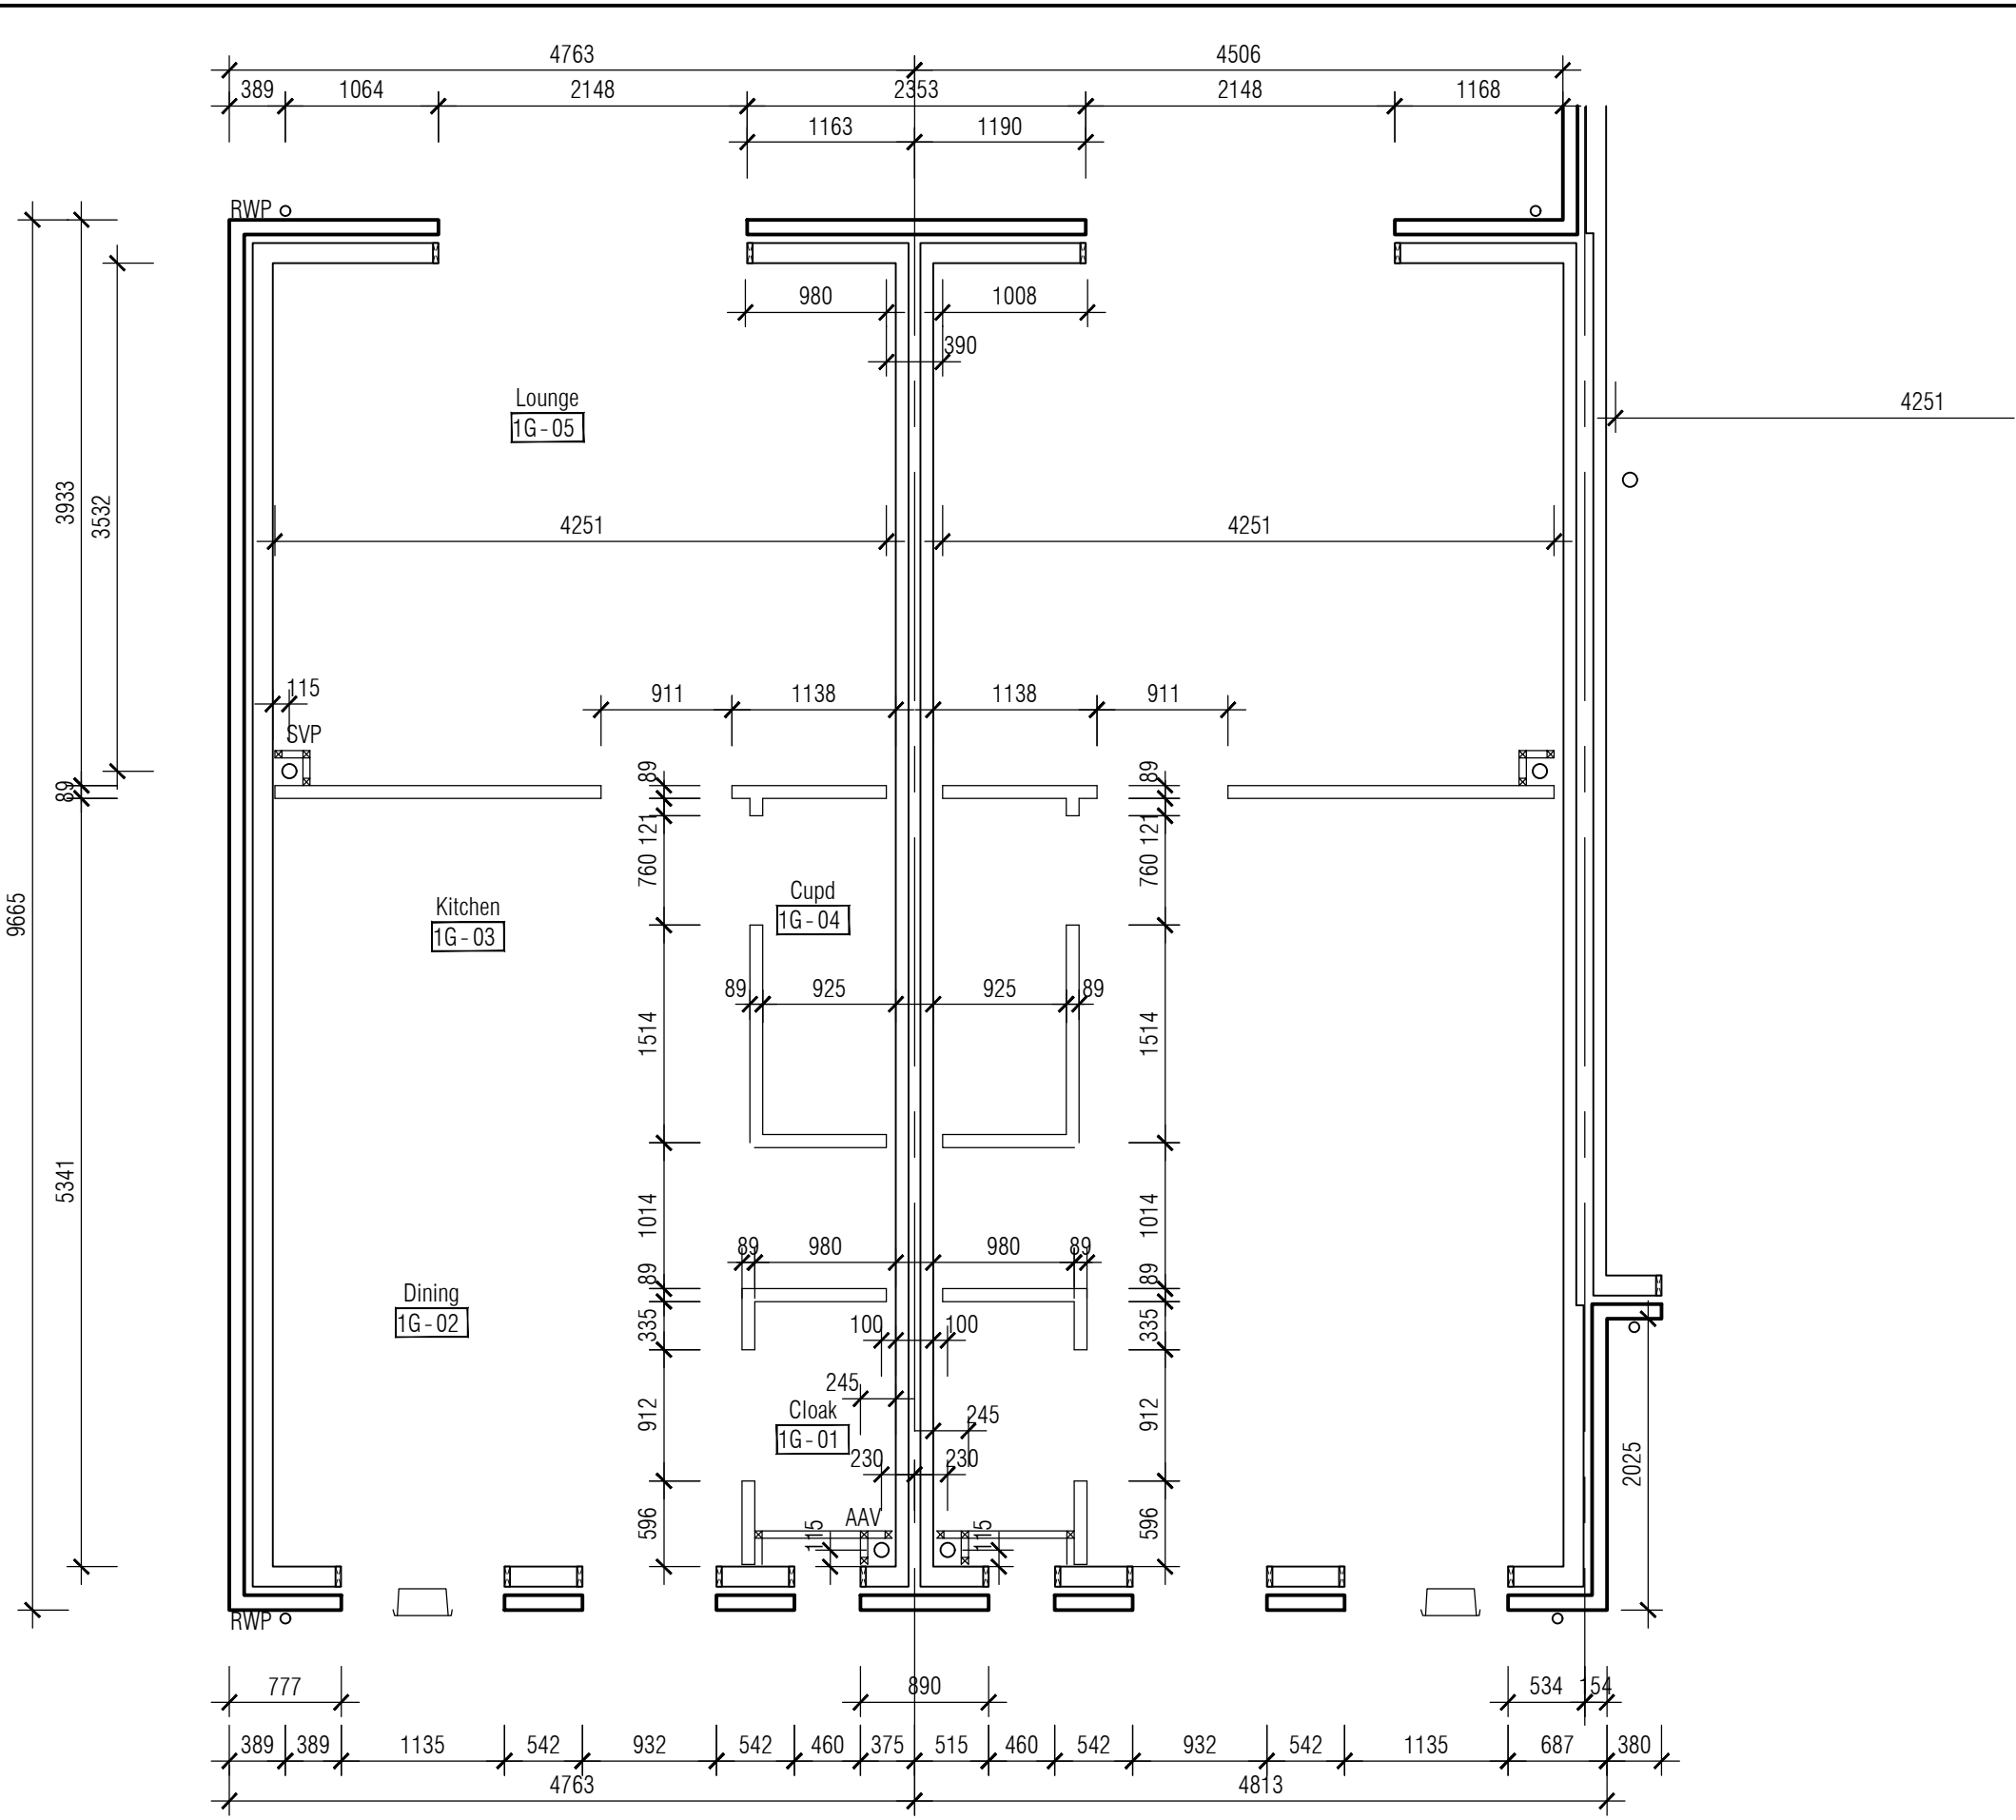 4763 4506
389 1064 2148 2353 2148 1168
1163 1190
RWP
980 1008
390
Lounge
1G-05
4251
3933
3532
4251 4251
115
911 1138 1138 911
SVP
89
89 89
121 121
760 760
9665
Kitchen
1G-03
Cupd
1G-04
89 925 925 89
1514 1514
5341
1014 1014
89 980 980 89
89 89
Dining
1G-02
335 335
100 100
245
Cloak
1G-01
245
912 912
230 230
2025
AAV
596 596
115 115
RWP
777 890 534 154
389 389 1135 542 932 542 460 375 515 460 542 932 542 1135 687 380
4763 4813